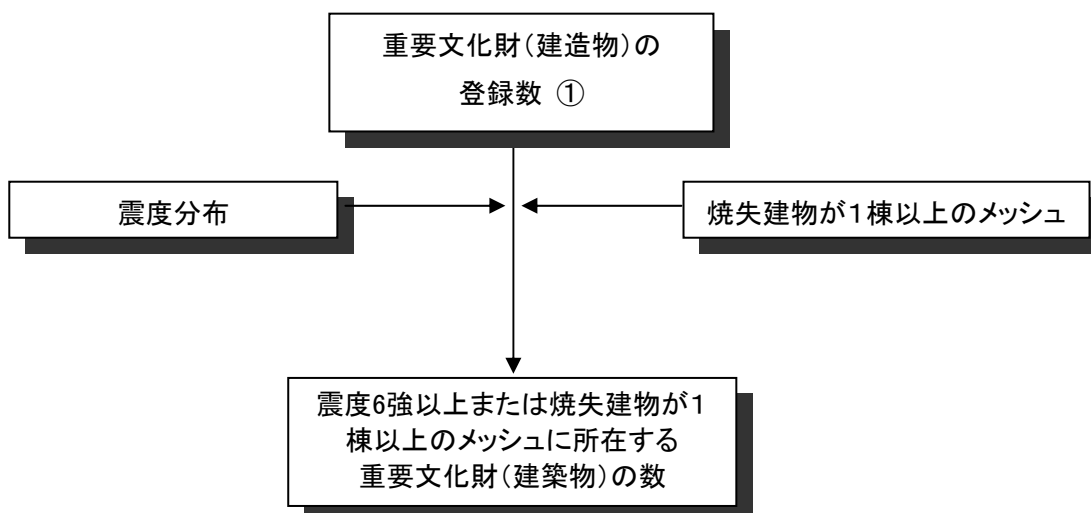 重要文化財（建造物）の
登録数 ①
震度分布
焼失建物が１棟以上のメッシュ
震度6強以上または焼失建物が１
棟以上のメッシュに所在する
重要文化財（建築物）の数